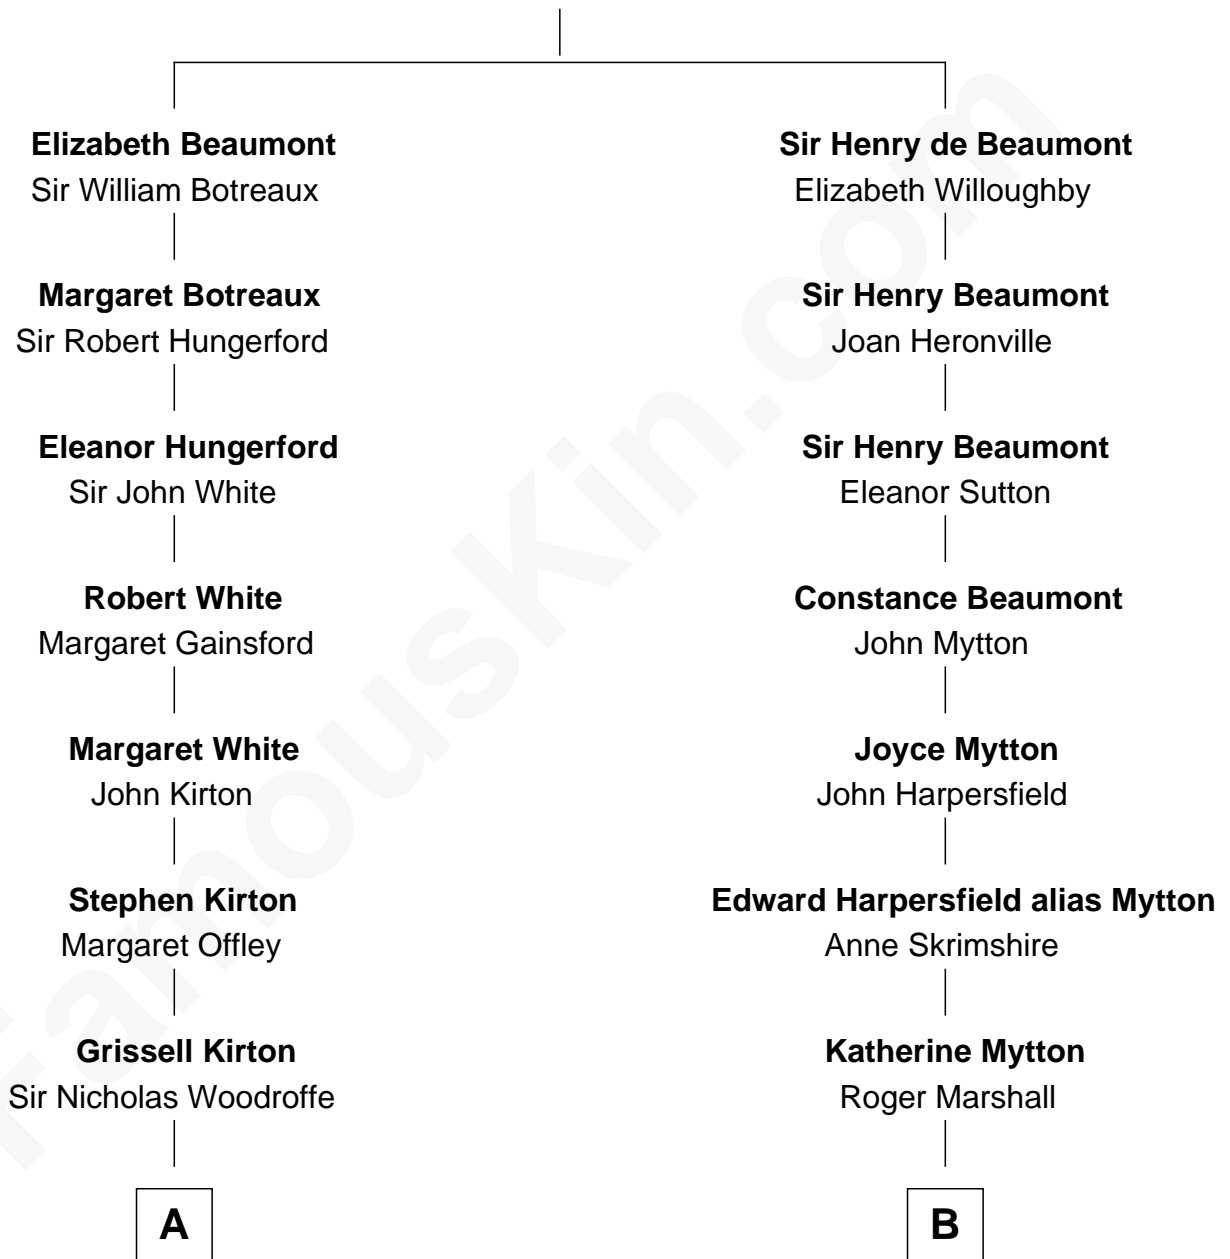 Elizabeth Beaumont
Sir William Botreaux
Margaret Botreaux
Sir Robert Hungerford
Eleanor Hungerford
Sir John White
Robert White
Margaret Gainsford
Margaret White
John Kirton
Stephen Kirton
Margaret Offley
Grissell Kirton
Sir Nicholas Woodroffe
A
Sir Henry de Beaumont
Elizabeth Willoughby
Sir Henry Beaumont
Joan Heronville
Sir Henry Beaumont
Eleanor Sutton
Constance Beaumont
John Mytton
Joyce Mytton
John Harpersfield
Edward Harpersfield alias Mytton
Anne Skrimshire
Katherine Mytton
Roger Marshall
B
FamousKin.com